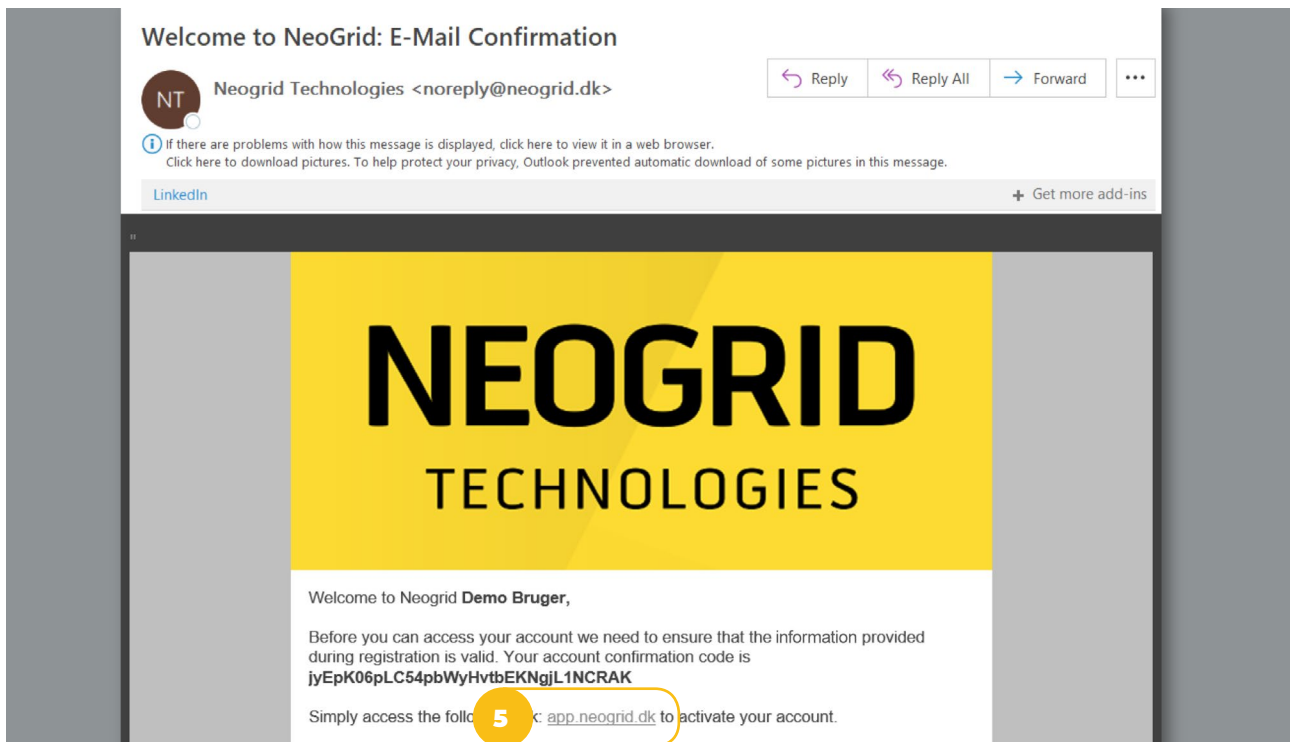 Welcome to NeoGrid: E-Mail Confirmation
NT
Neogrid Technologies <noreply@neogrid.dk>
Reply
Reply All
Forward
If there are problems with how this message is displayed, click here to view it in a web browser.
Click here to download pictures. To help protect your privacy, Outlook prevented automatic download of some pictures in this message.
LinkedIn
+ Get more add-ins
"
NEOGRID
TECHNOLOGIES
Welcome to Neogrid Demo Bruger,
Before you can access your account we need to ensure that the information provided
during registration is valid. Your account confirmation code is
jyEpK06pLC54pbWyHvtbEKNgjL1NCRAK
Simply access the follo 5 k: app.neogrid.dk to activate your account.